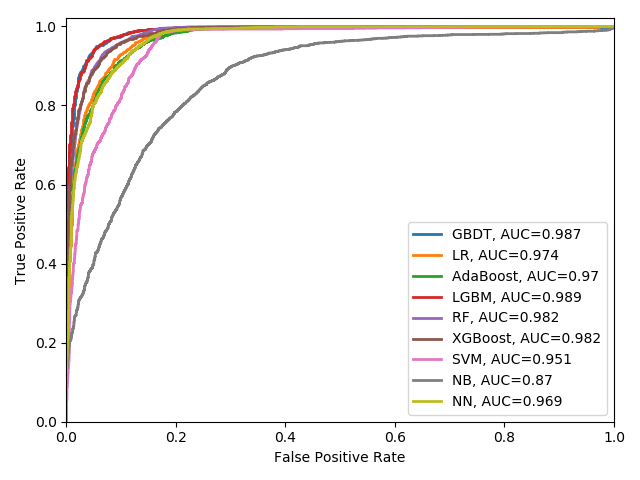 1.0
0.8
0.6
0.4
0.2
0.0
True Positive Rate
0.0 0.2 0.4 0.6 0.8 1.0
False Positive Rate
GBDT, AUC=0.987
LR, AUC=0.974
AdaBoost, AUC=0.97
LGBM, AUC=0.989
RF, AUC=0.982
XGBoost, AUC=0.982
SVM, AUC=0.951
NB, AUC=0.87
NN, AUC=0.969